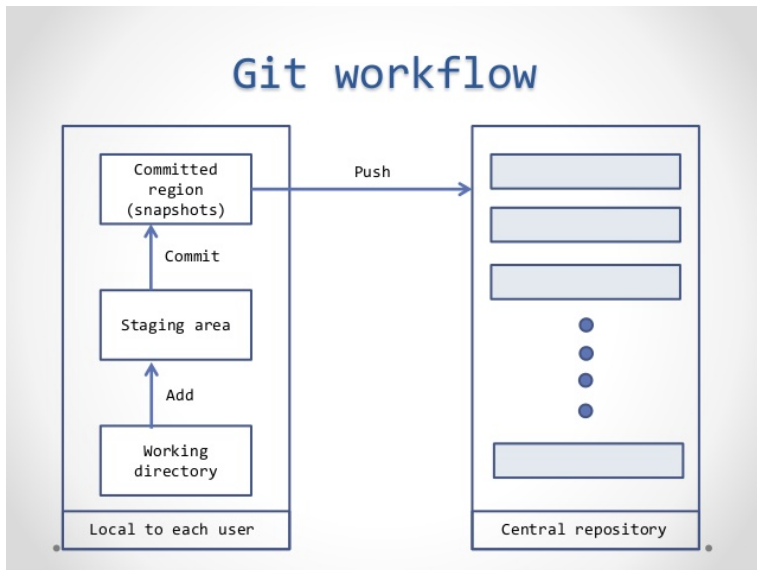 Git workflow
Committed
region
(snapshots)
Push
Commit
Staging area
Add
Working
directory
Local to each user
Central repository